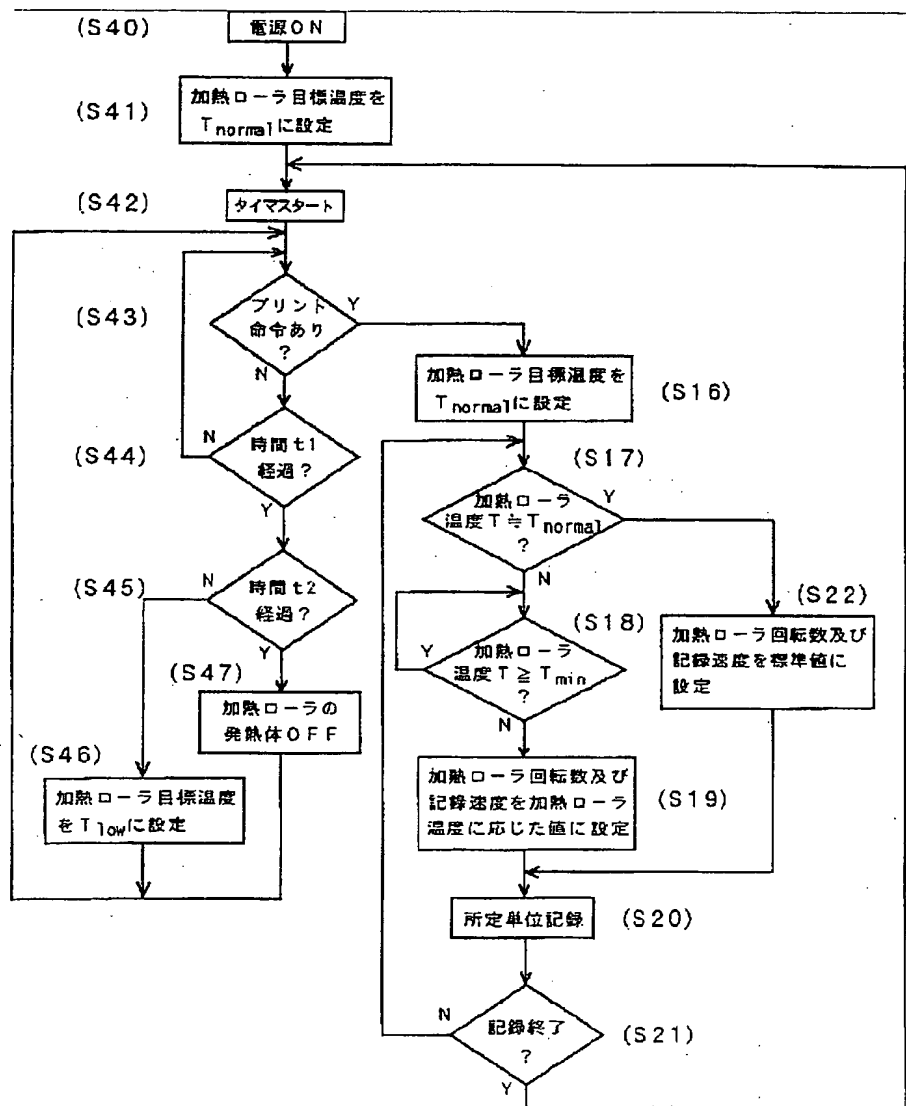 (S40)
電源ON
(S41)
加熱ローラ目標温度を
Tnormalに設定
(S42)
タイマスタート
(S43)
プリント
命令あり
?
Y
N
(S44)
時間t1
経過?
N
Y
(S45)
時間t2
経過?
N
Y
(S47)
加熱ローラの
発熱体OFF
(S46)
加熱ローラ目標温度
をTlowに設定
加熱ローラ目標温度を
Tnormalに設定
(S16)
(S17)
加熱ローラ
温度T≒Tnormal
?
Y
N
(S18)
加熱ローラ
温度T≧Tmin
?
Y
N
(S22)
加熱ローラ回転数及び
記録速度を標準値に
設定
加熱ローラ回転数及び
記録速度を加熱ローラ
温度に応じた値に設定
(S19)
所定単位記録
(S20)
記録終了
?
N
(S21)
Y